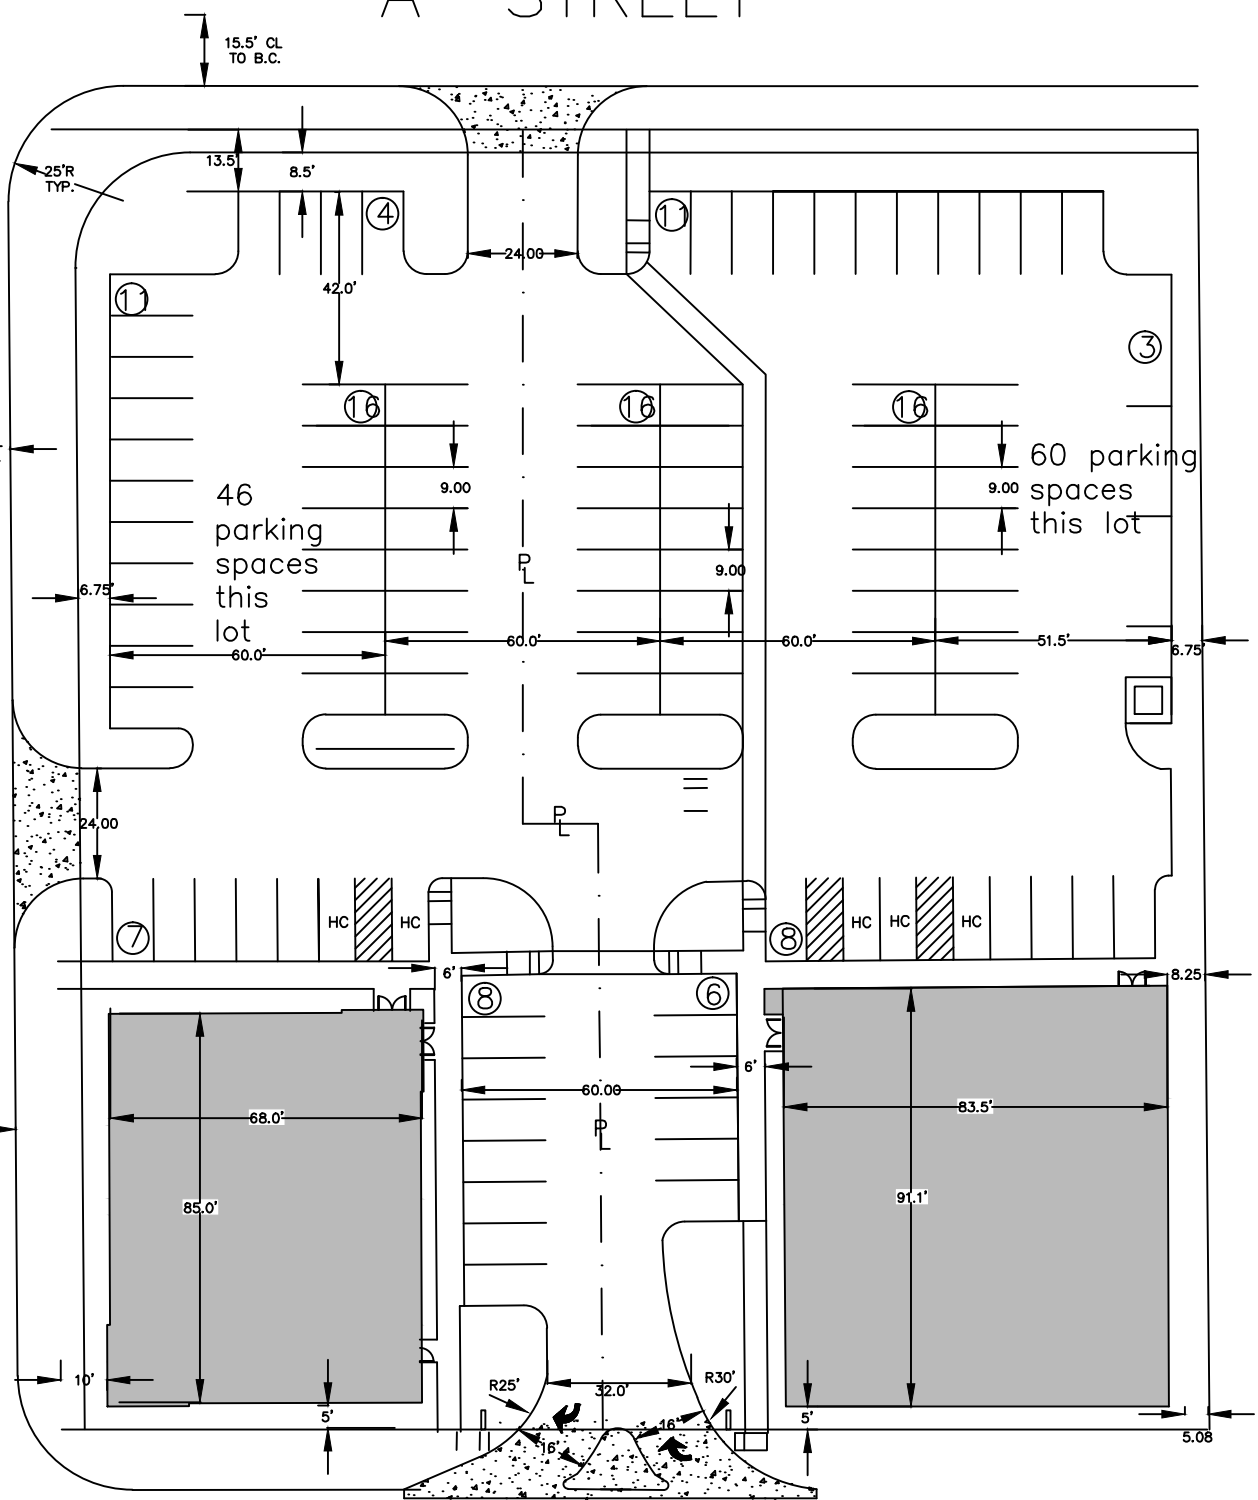 A STREET
15.5' CL
TO B.C.
13.5'
8.5'
25'R
TYP.
4
11
24.00
42.0'
11
3
16
16
16
60 parking
spaces
this lot
46
parking
spaces
this
lot
9.00
9.00
9.00
PL
6.75'
60.0'
60.0'
60.0'
51.5'
6.75'
PL
24.00
HC
HC
HC
HC
HC
7
8
6'
8.25
8
6
6'
60.00
68.0'
83.5'
PL
85.0'
91.1'
10'
R25'
32.0'
R30'
5'
16'
16'
5'
5.08